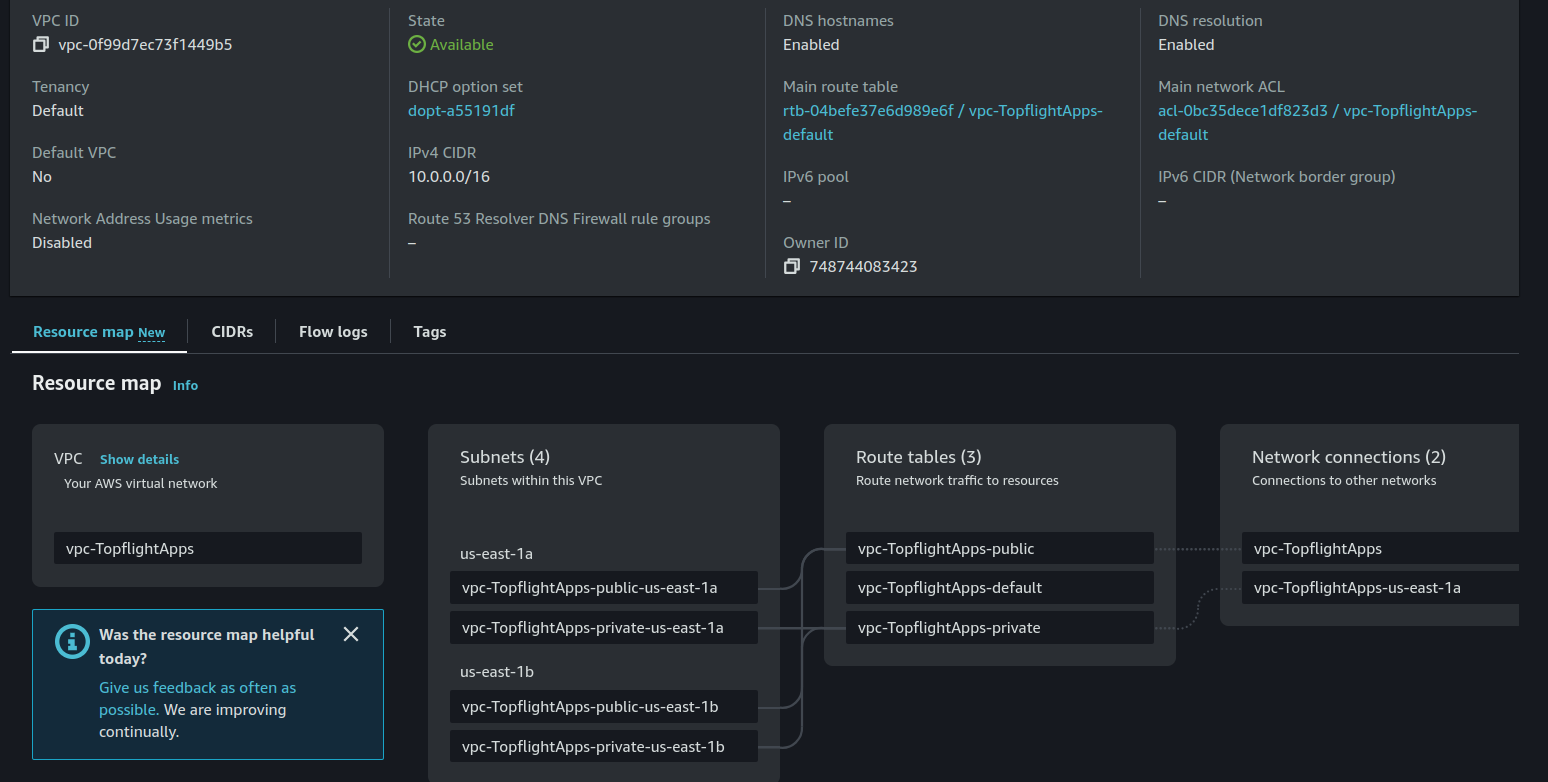 VPC ID
vpc-0f99d7ec73f1449b5
State
Available
DNS hostnames
Enabled
DNS resolution
Enabled
Tenancy
Default
DHCP option set
dopt-a55191df
Main route table
rtb-04befe37e6d989e6f / vpc-TopflightApps-
default
Main network ACL
acl-0bc35dece1df823d3 / vpc-TopflightApps-
default
Default VPC
No
IPv4 CIDR
10.0.0.0/16
IPv6 pool
–
IPv6 CIDR (Network border group)
–
Network Address Usage metrics
Disabled
Route 53 Resolver DNS Firewall rule groups
–
Owner ID
748744083423
Resource map New
CIDRs
Flow logs
Tags
Resource map Info
VPC Show details
Your AWS virtual network
vpc-TopflightApps
Was the resource map helpful
today?
Give us feedback as often as
possible. We are improving
continually.
Subnets (4)
Subnets within this VPC
us-east-1a
vpc-TopflightApps-public-us-east-1a
vpc-TopflightApps-private-us-east-1a
us-east-1b
vpc-TopflightApps-public-us-east-1b
vpc-TopflightApps-private-us-east-1b
Route tables (3)
Route network traffic to resources
vpc-TopflightApps-public
vpc-TopflightApps-default
vpc-TopflightApps-private
Network connections (2)
Connections to other networks
vpc-TopflightApps
vpc-TopflightApps-us-east-1a